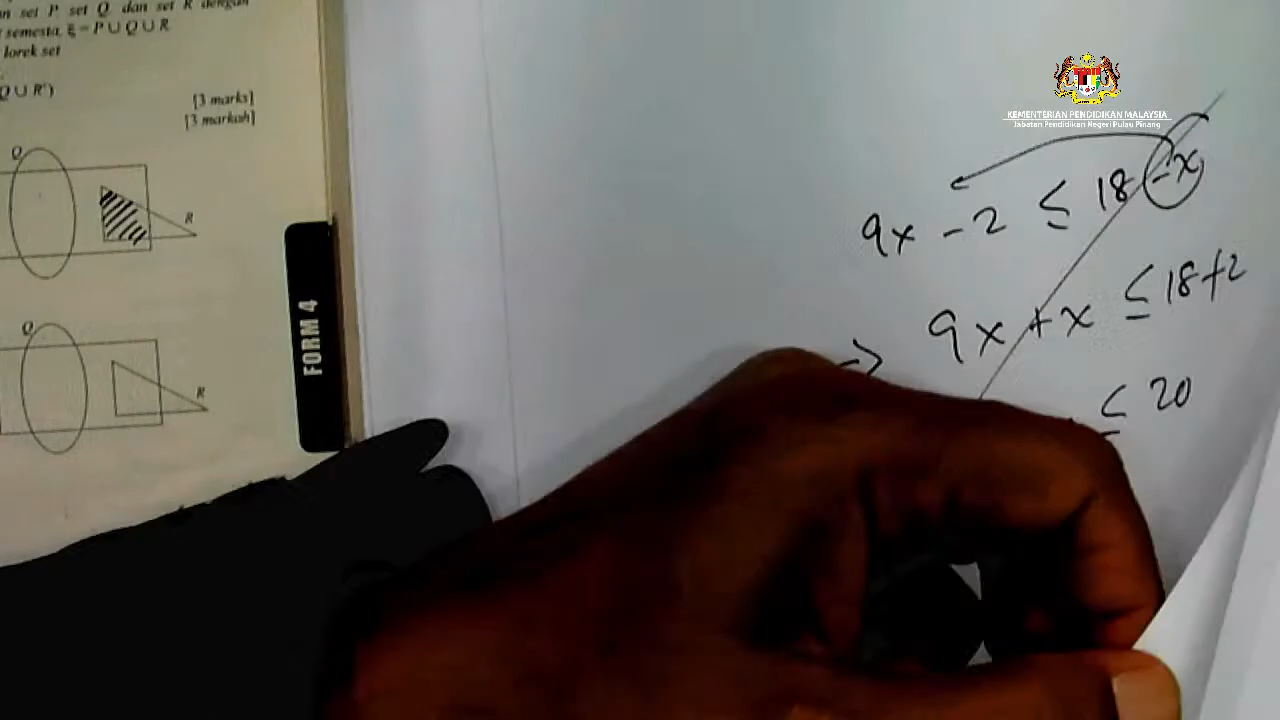 set P set Q dan set R dengan
semesta, ξ = P ∪ Q ∪ R
lorek set
Q ∪ R')
[3 marks]
[3 markah]
Q
R
Q
R
FORM 4
KEMENTERIAN PENDIDIKAN MALAYSIA
Jabatan Pendidikan Negeri Pulau Pinang
9x - 2 ≤ 18 - x
→ 9x + x ≤ 18+2
≤ 20